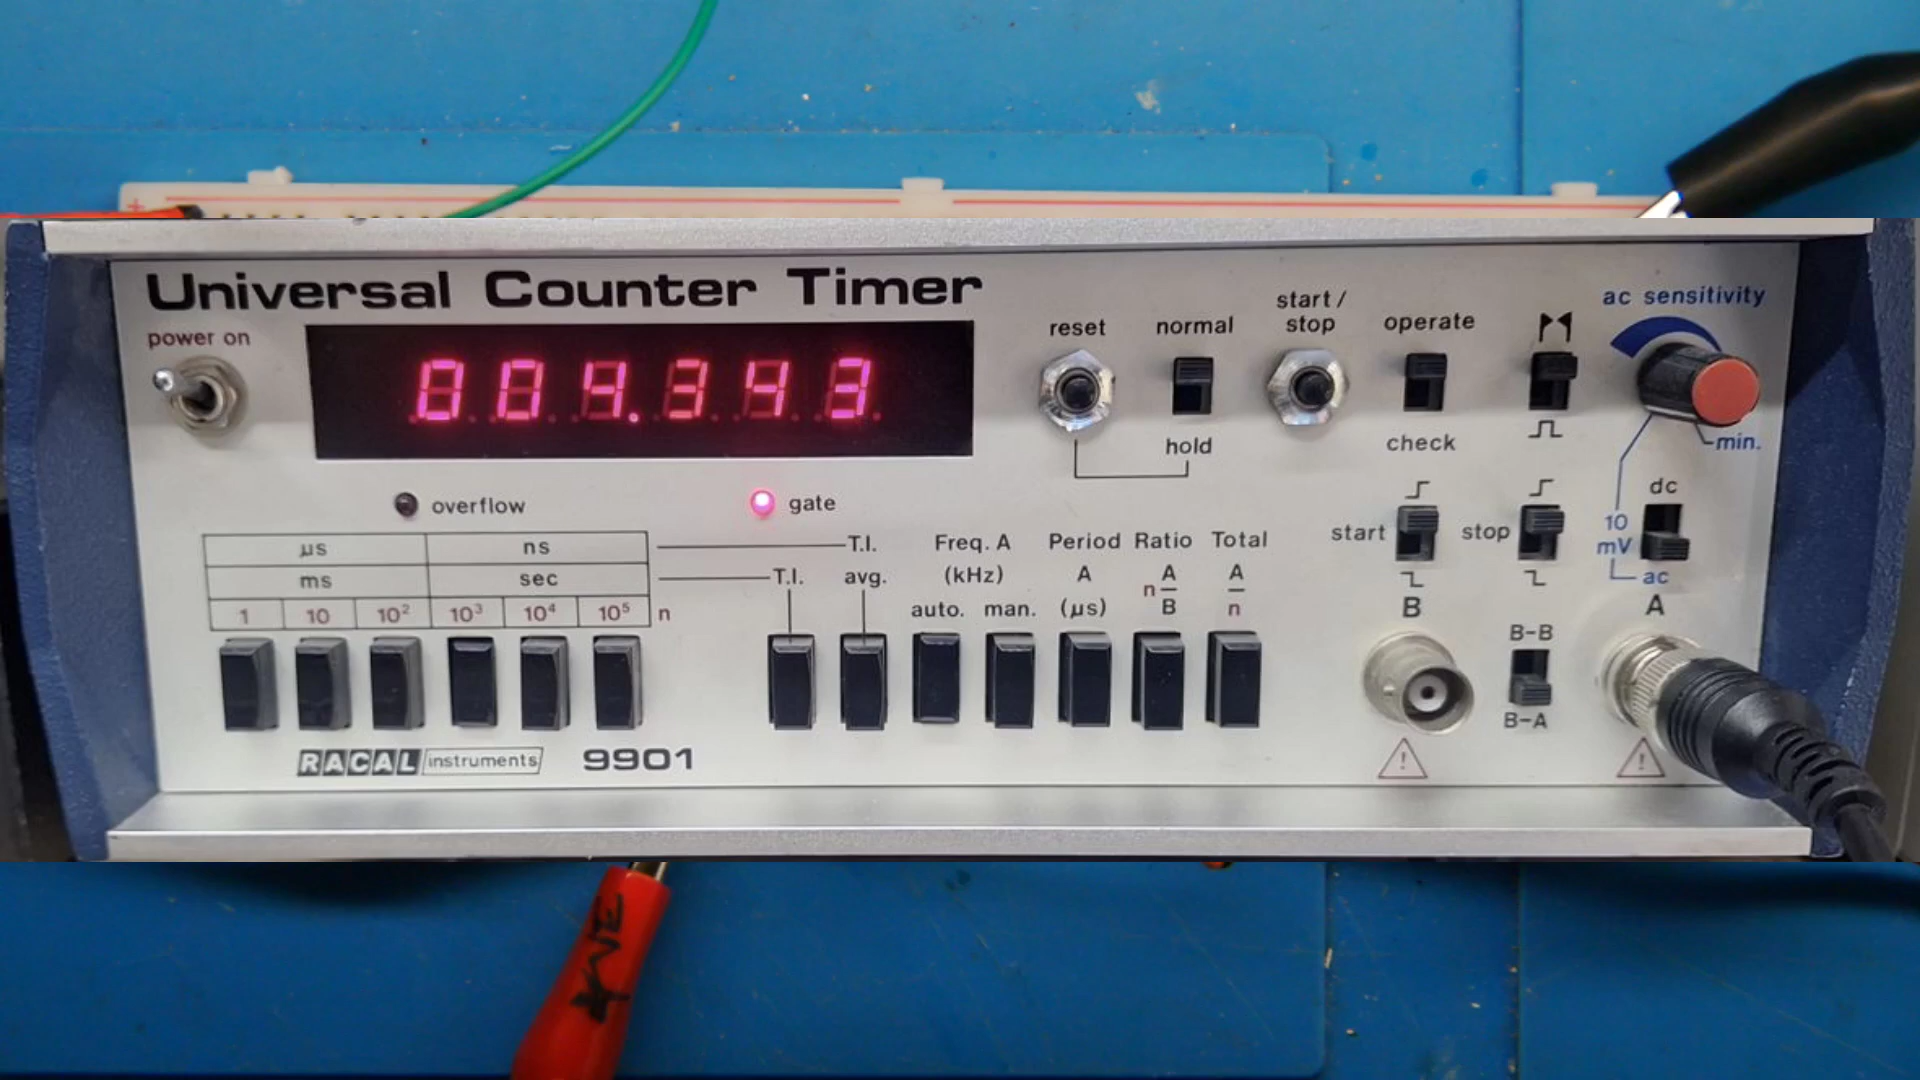 Universal Counter Timer
power on
004.343
reset
normal
hold
start/
stop
operate
check
ac sensitivity
min.
overflow
gate
µs
ns
T.I.
ms
sec
T.I.
avg.
1
10
10²
10³
10⁴
10⁵
n
Freq. A
(kHz)
auto. man.
Period
A
(µs)
Ratio
n A
B
Total
A
n
start
stop
dc
10
mV
ac
B
A
B-B
B-A
!
!
RACAL instruments 9901
+